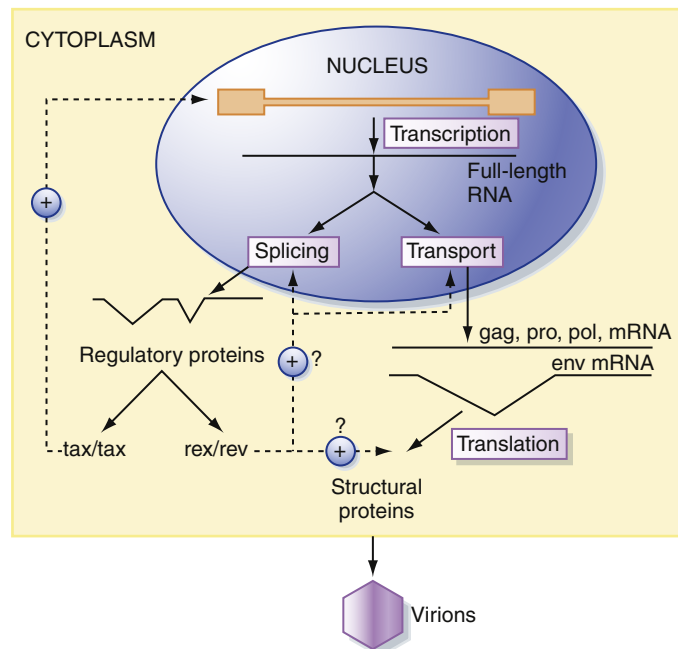 CYTOPLASM
NUCLEUS
Transcription
Full-length
RNA
+
Splicing
Transport
gag, pro, pol, mRNA
Regulatory proteins
+
?
env mRNA
?
tax/tax
rex/rev
+
Translation
Structural
proteins
Virions